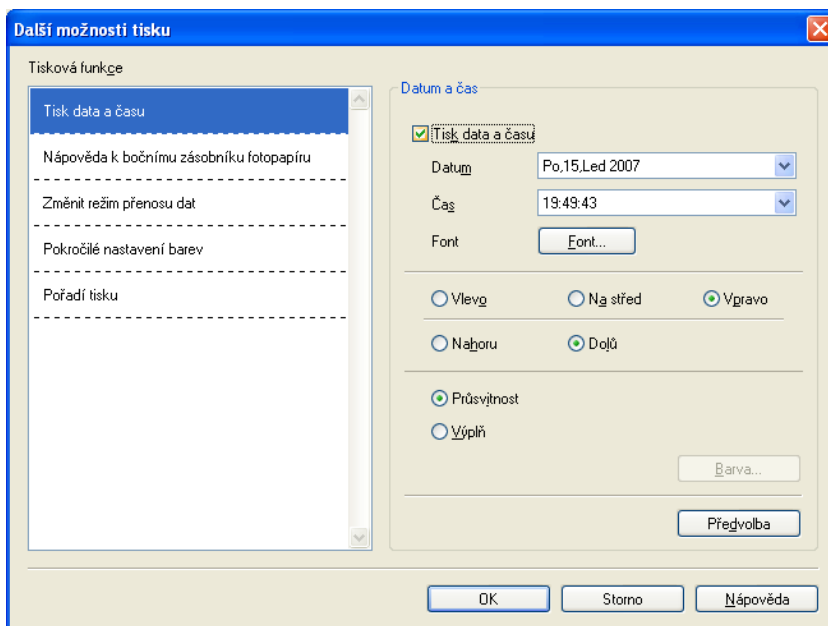 Další možnosti tisku
Tisková funkce
Tisk data a času
Nápověda k bočnímu zásobníku fotopapíru
Změnit režim přenosu dat
Pokročilé nastavení barev
Pořadí tisku
Datum a čas
Tisk data a času
Datum Po,15,Led 2007
Čas 19:49:43
Font Font...
Vlevo Na střed Vpravo
Nahoru Dolů
Průsvitnost
Výplň
Barva...
Předvolba
OK Storno Nápověda